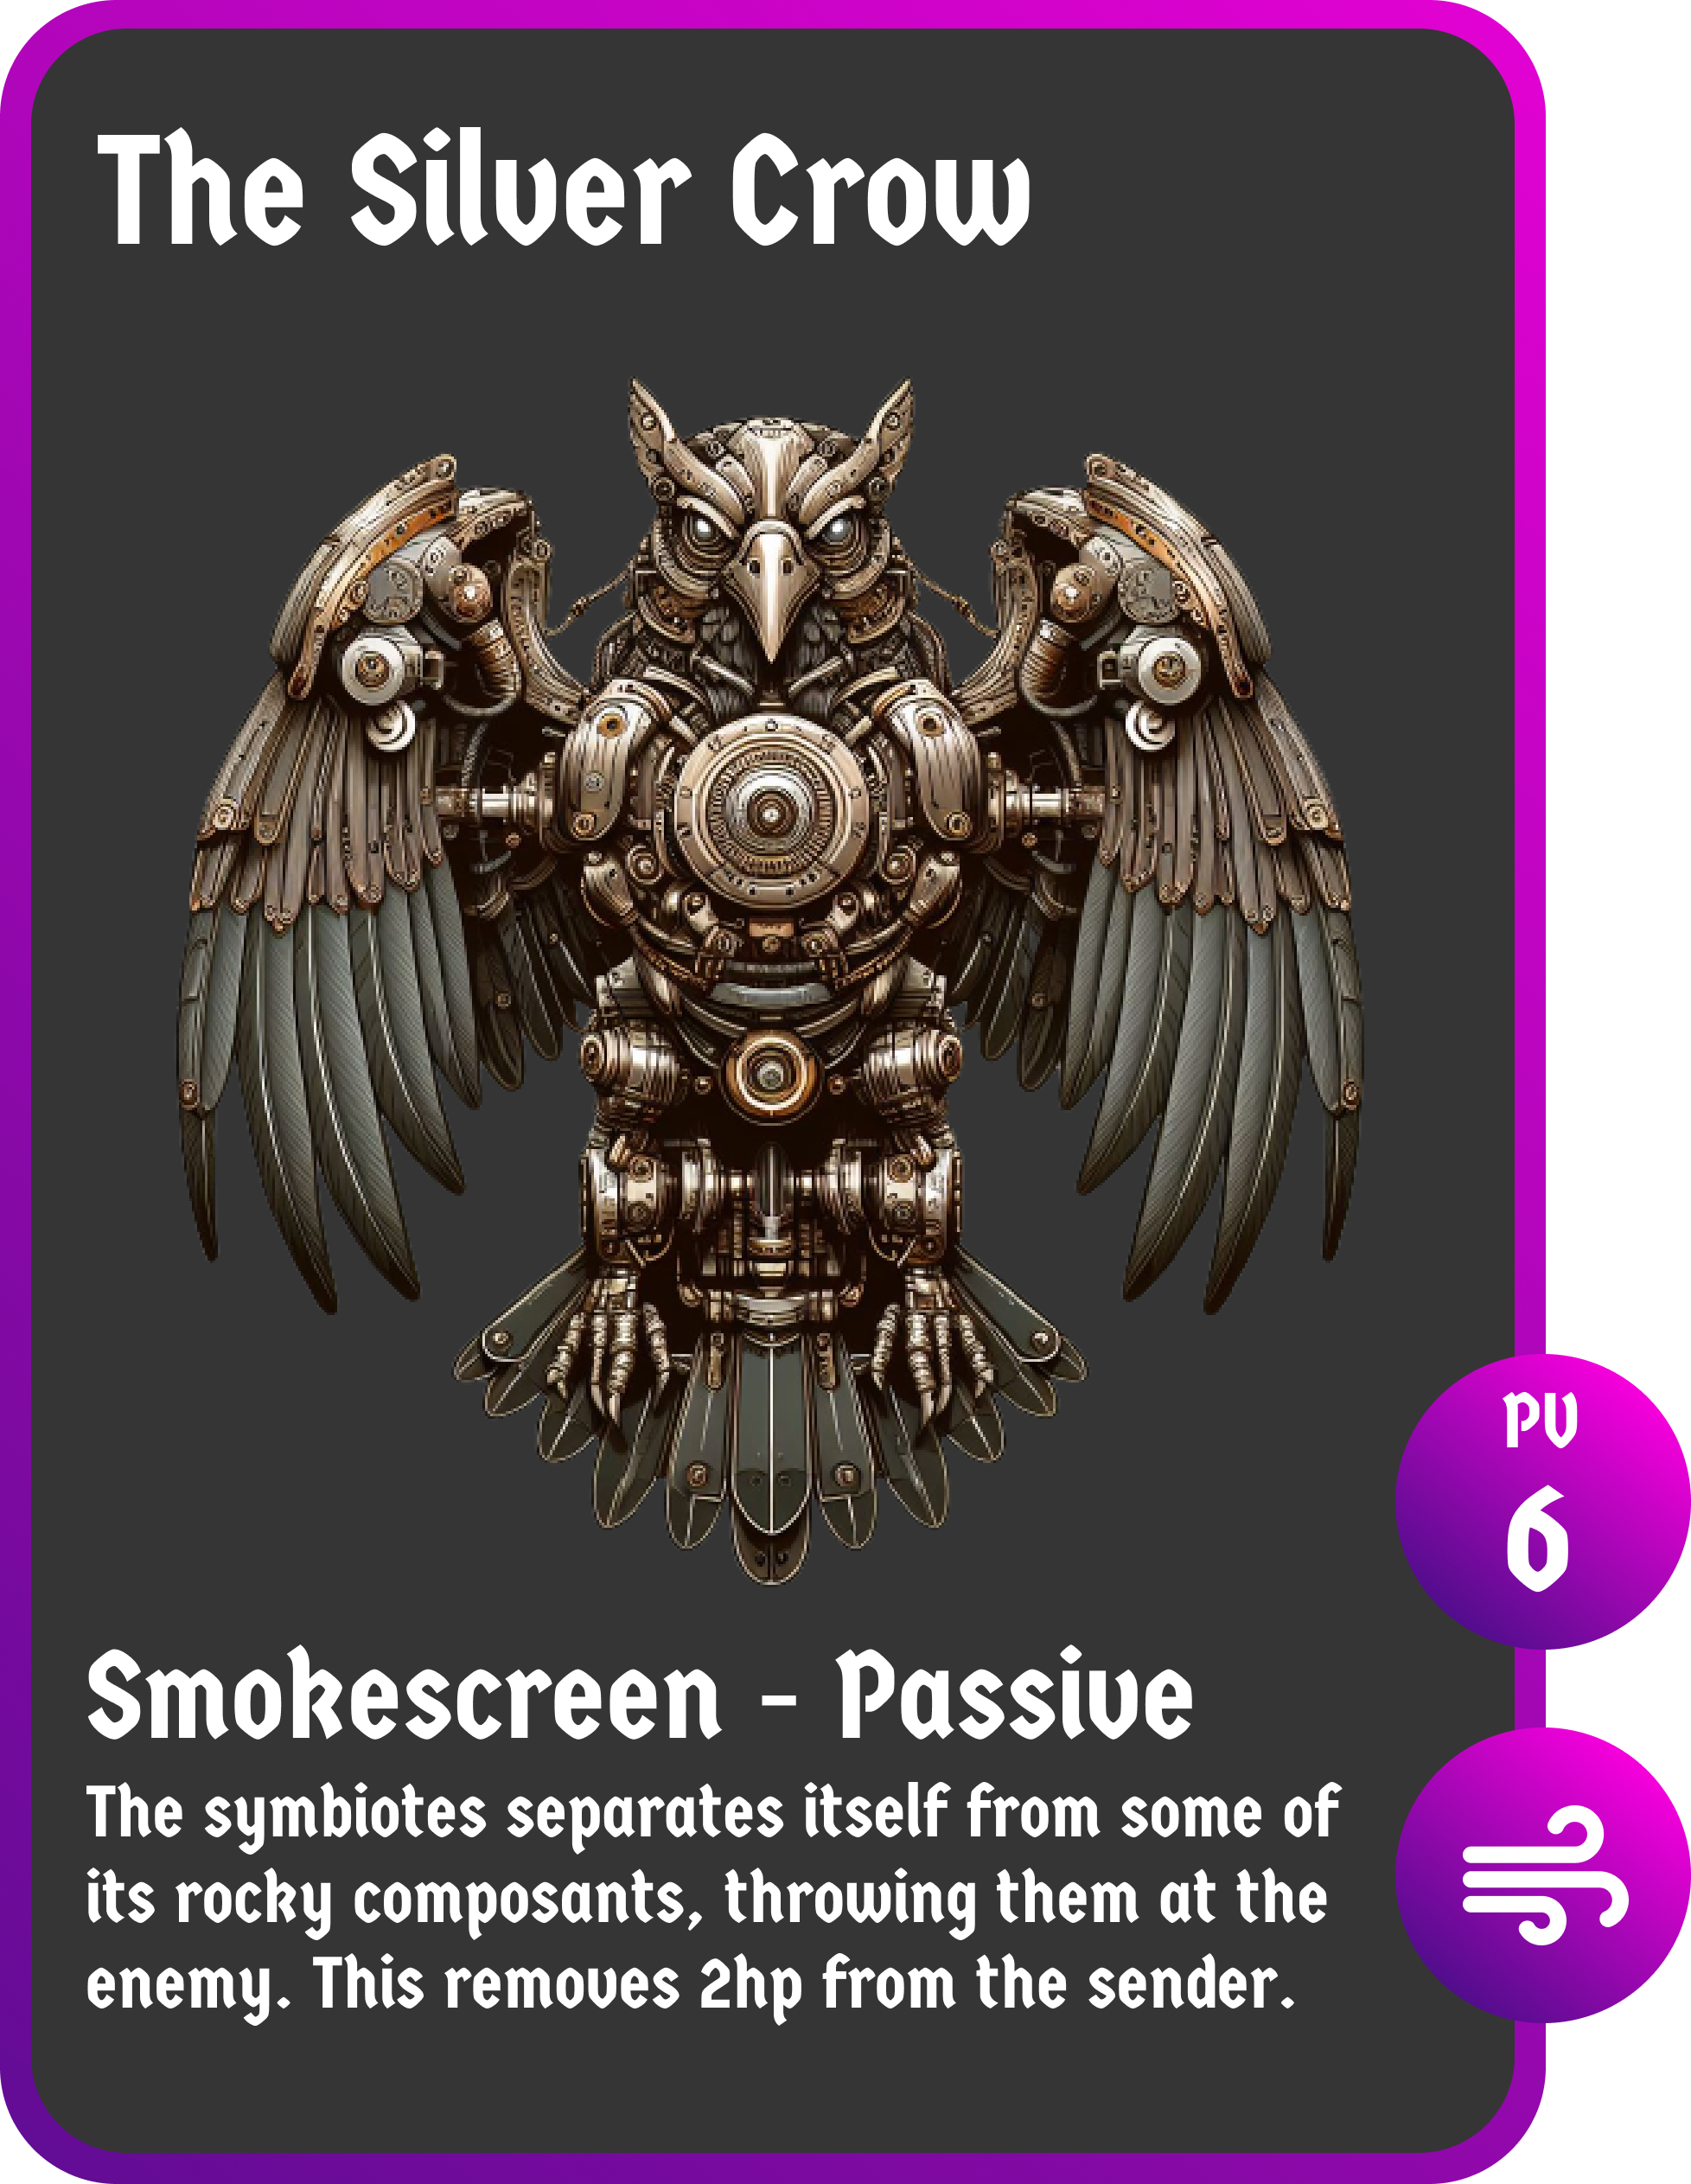 The Silver Crow
PV
6
Smokescreen - Passive
The symbiotes separates itself from some of
its rocky composants, throwing them at the
enemy. This removes 2hp from the sender.